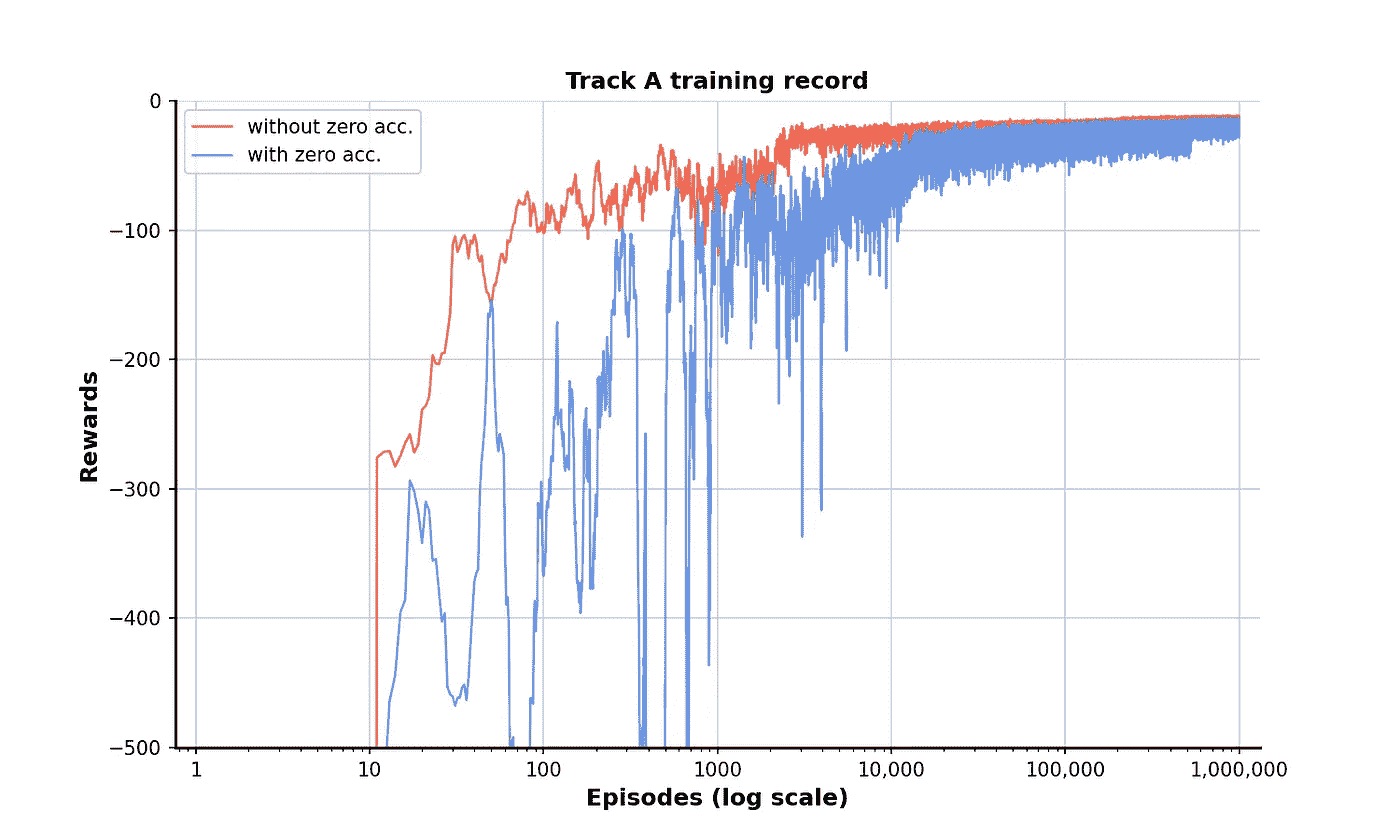 Track A training record
without zero acc.
with zero acc.
Rewards
0
−100
−200
−300
−400
−500
1 10 100 1000 10,000 100,000 1,000,000
Episodes (log scale)